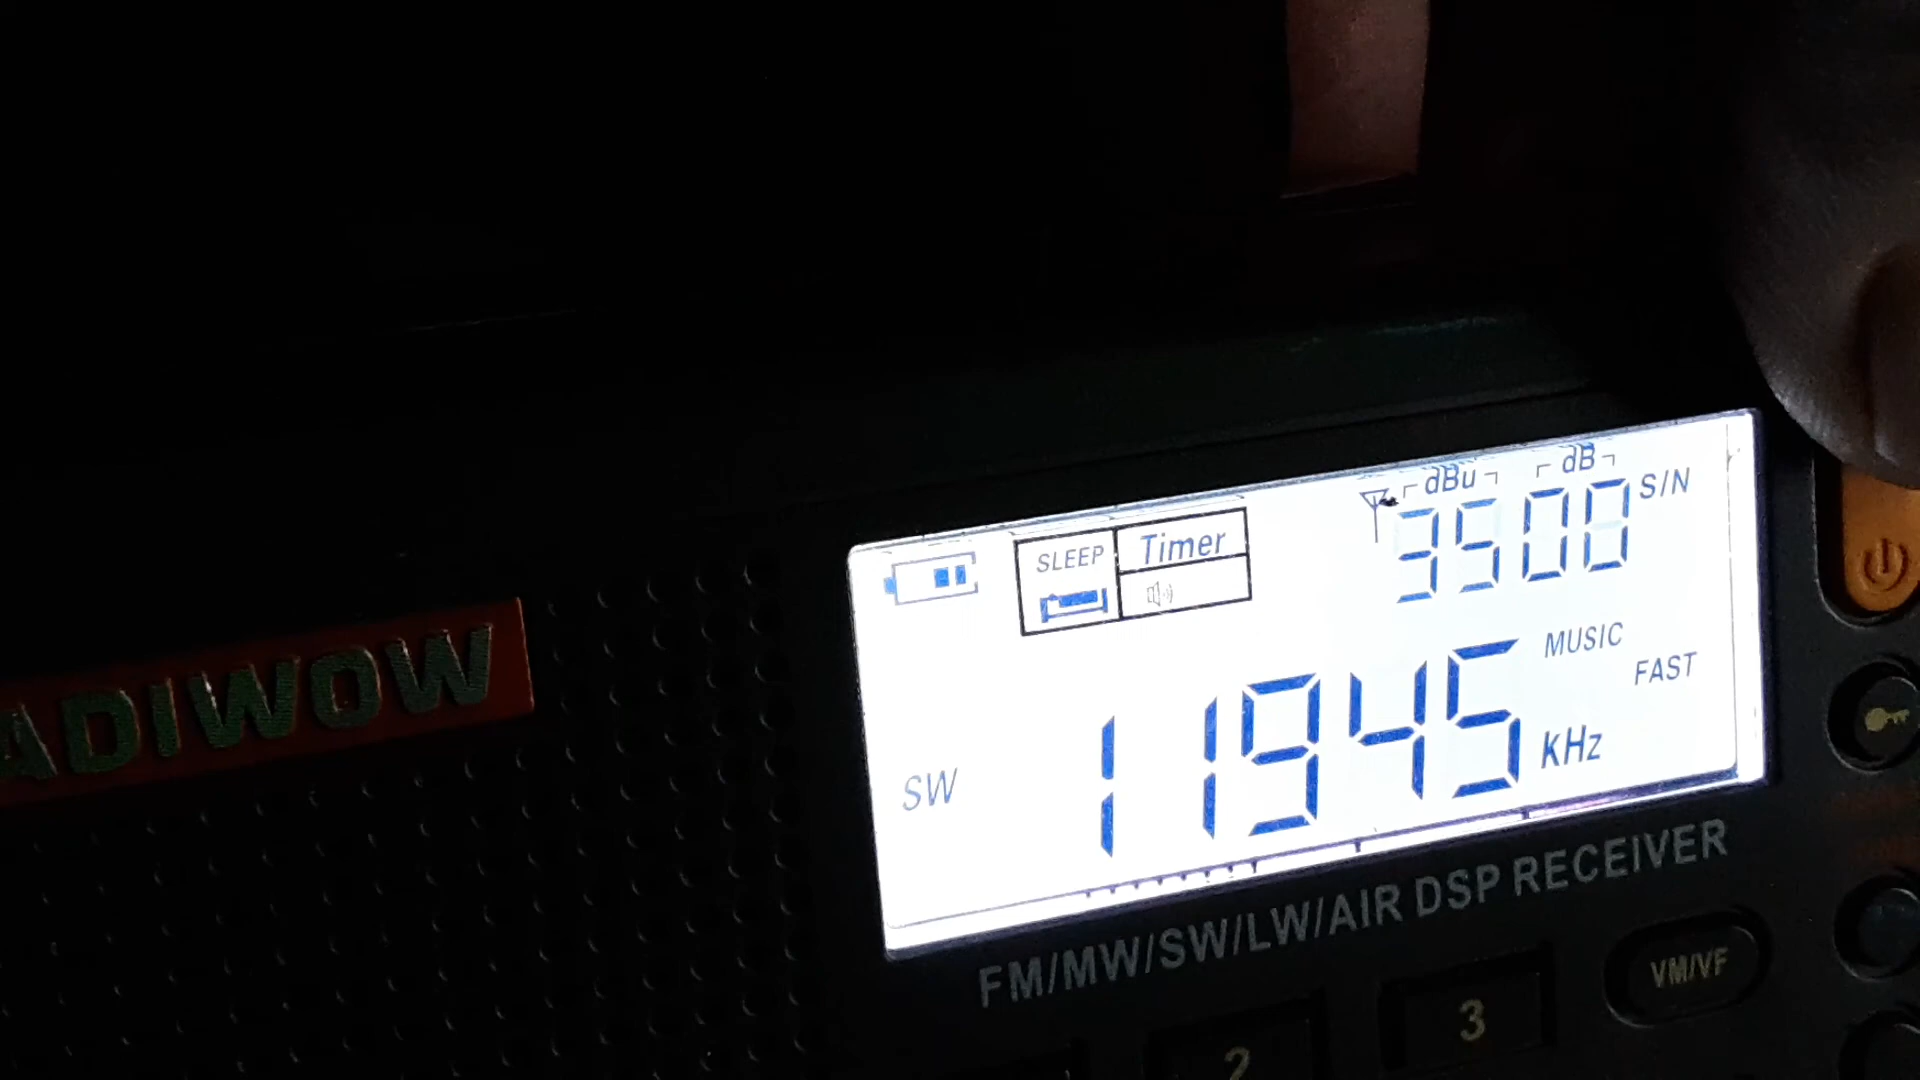 dBu dB
SLEEP Timer 35 00 S/N
MUSIC
FAST
ADIWOW
SW 11945 KHz
FM/MW/SW/LW/AIR DSP RECEIVER
VM/VF
2 3